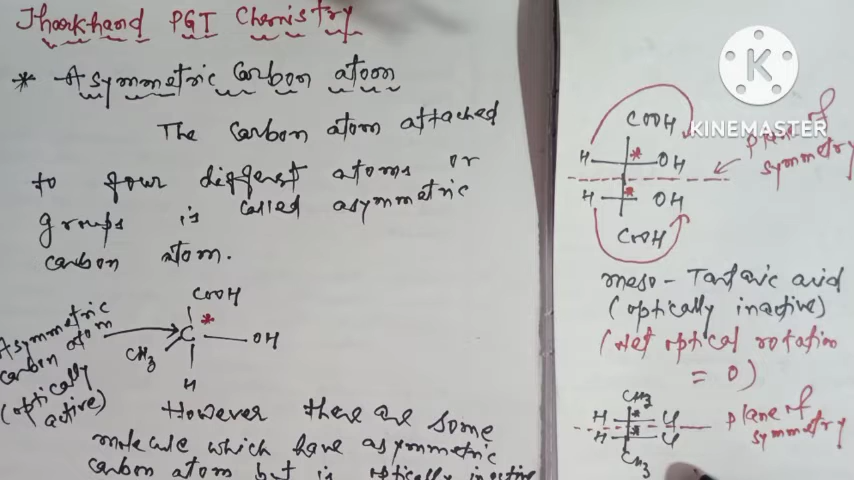 Jharkhand PGT Chemistry
* Asymmetric Carbon atom
The carbon atom attached
to four different atoms or
groups is called asymmetric
carbon atom.
COOH
*
C
OH
CH3
H
Asymmetric
carbon atom
(optically
active)
However there are some
molecule which have asymmetric
carbon atom but is optically inactive
K
KINEMASTER
COOH
H * OH
plane of
symmetry
H * OH
COOH
meso-Tartaric acid
(optically inactive)
(Net optical rotation
= 0)
CH3
H * Cl
H * Cl
CH3
plane of
symmetry